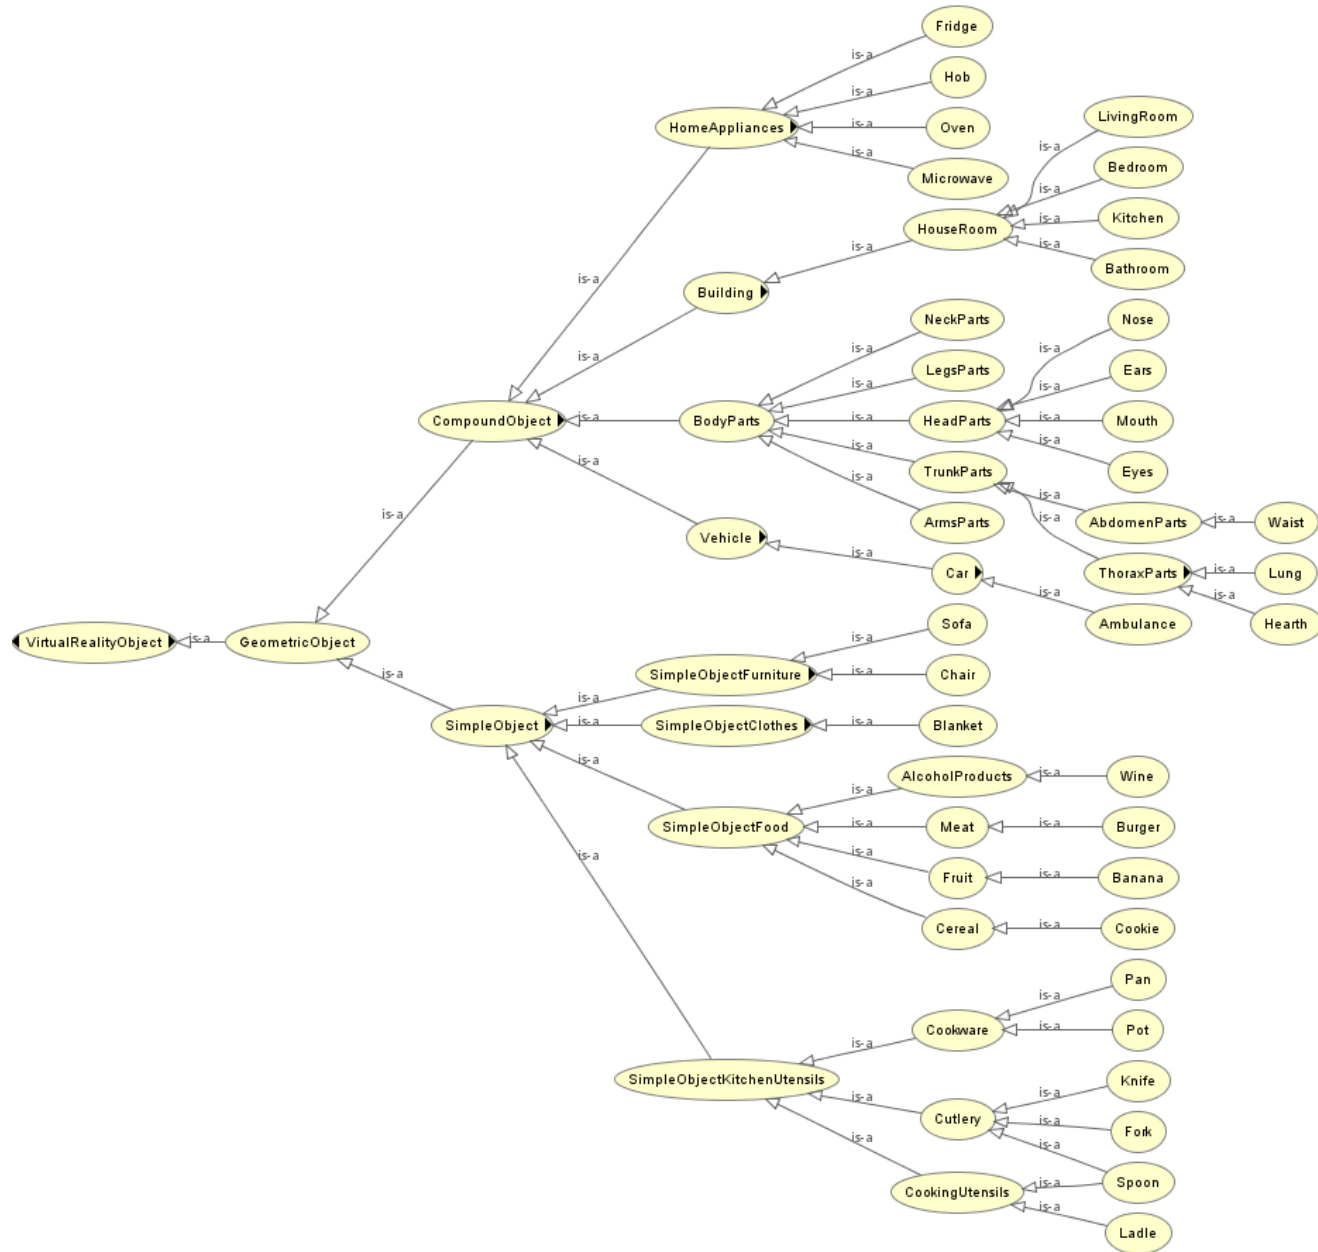 Fridge
is-a
Hob
is-a
HomeAppliances
is-a
Oven
is-a
Microwave
LivingRoom
is-a
Bedroom
is-a
Kitchen
is-a
HouseRoom
is-a
Bathroom
is-a
Building
is-a
is-a
NeckParts
is-a
LegsParts
is-a
Nose
is-a
Ears
is-a
CompoundObject
is-a
BodyParts
is-a
HeadParts
is-a
Mouth
is-a
Eyes
is-a
TrunkParts
is-a
AbdomenParts
is-a
Waist
is-a
ArmsParts
is-a
is-a
Vehicle
is-a
Car
ThoraxParts
is-a
Lung
is-a
Hearth
is-a
Ambulance
is-a
VirtualRealityObject
is-a
GeometricObject
is-a
Sofa
is-a
SimpleObjectFurniture
is-a
Chair
is-a
SimpleObject
is-a
SimpleObjectClothes
is-a
Blanket
is-a
AlcoholProducts
is-a
Wine
is-a
SimpleObjectFood
is-a
Meat
Burger
is-a
is-a
Fruit
is-a
Banana
is-a
Cereal
is-a
Cookie
Pan
is-a
Cookware
is-a
Pot
is-a
SimpleObjectKitchenUtensils
Knife
is-a
is-a
Cutlery
is-a
Fork
is-a
Spoon
is-a
CookingUtensils
is-a
Ladle